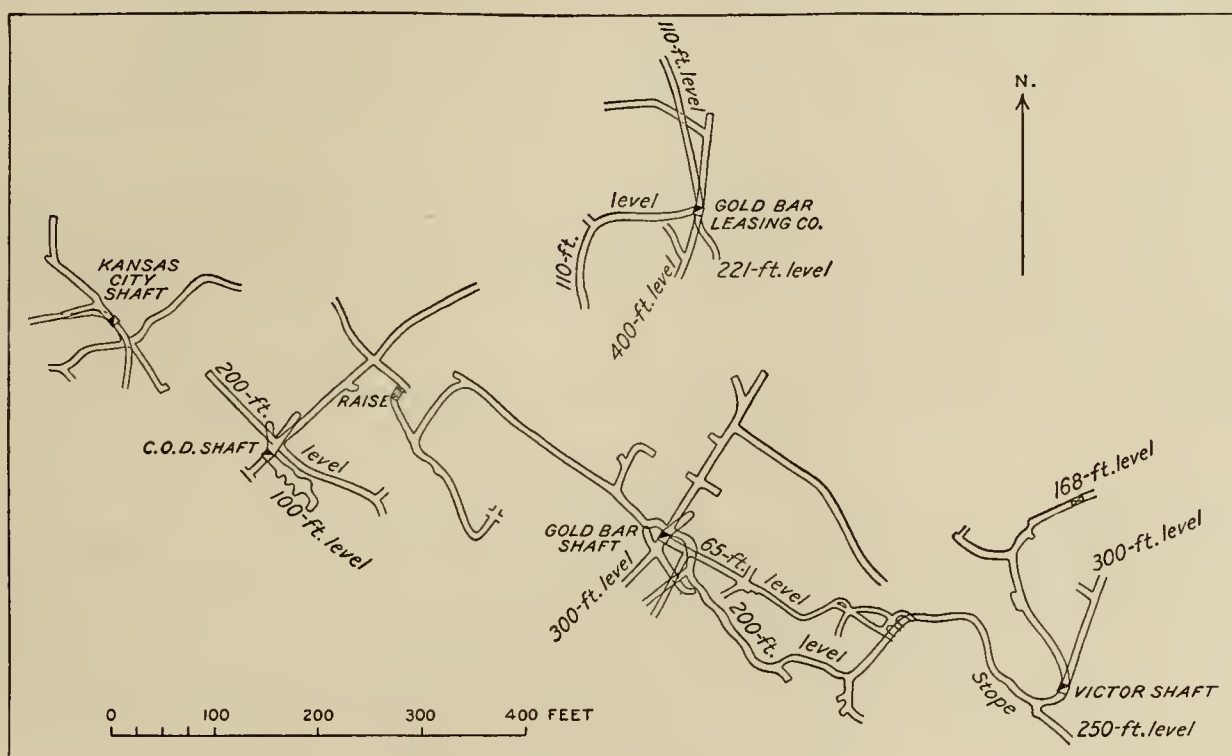 110-ft. level
N.
level
GOLD BAR
LEASING CO.
110-ft.
400-ft. level
221-ft. level
KANSAS
CITY
SHAFT
200-ft.
level
RAISE
C.O.D. SHAFT
100-ft. level
168-ft. level
300-ft. level
GOLD BAR
SHAFT
65-ft.
level
300-ft. level
200-ft.
level
Stope
VICTOR SHAFT
250-ft. level
0 100 200 300 400 FEET